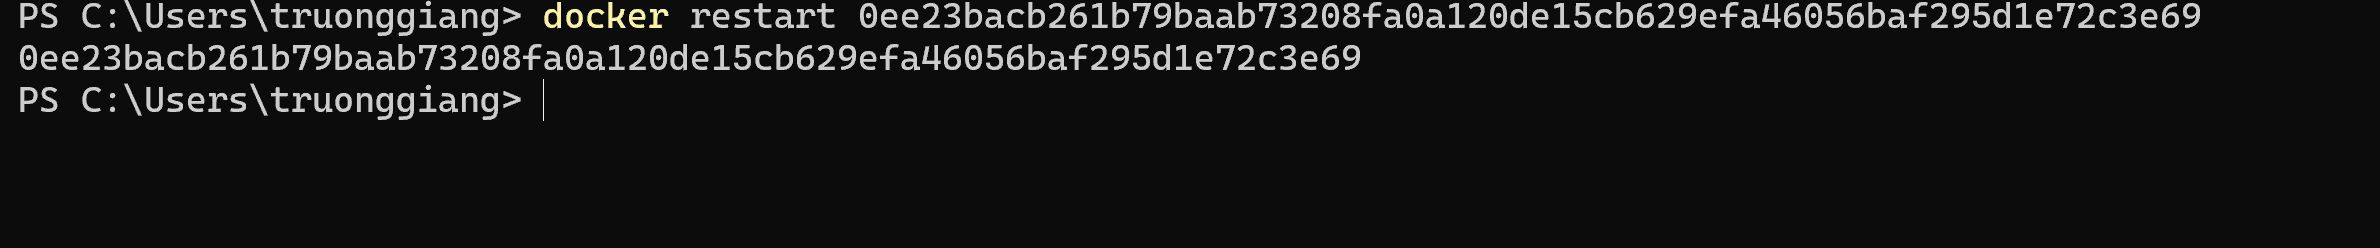 PS C:\Users\truonggiang> docker restart 0ee23bacb261b79baab73208fa0a120de15cb629efa46056baf295d1e72c3e69
0ee23bacb261b79baab73208fa0a120de15cb629efa46056baf295d1e72c3e69
PS C:\Users\truonggiang>